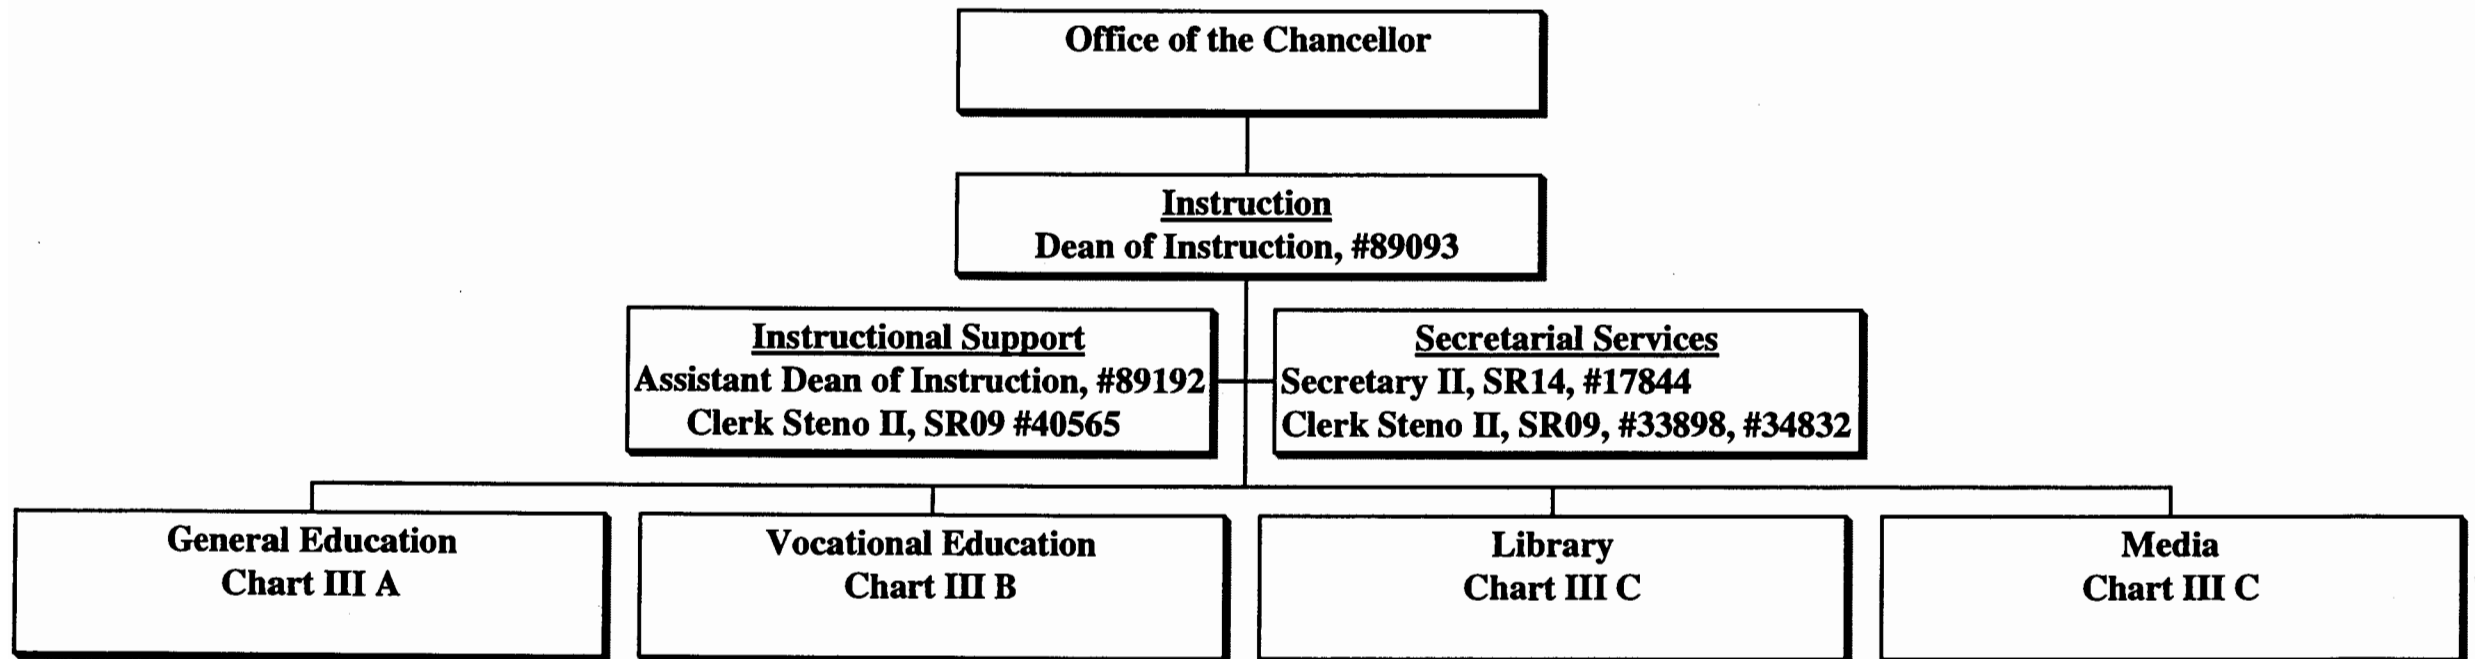 Office of the Chancellor
Instruction
Dean of Instruction, #89093
Instructional Support
Assistant Dean of Instruction, #89192
Clerk Steno II, SR09 #40565
Secretarial Services
Secretary II, SR14, #17844
Clerk Steno II, SR09, #33898, #34832
General Education
Chart III A
Vocational Education
Chart III B
Library
Chart III C
Media
Chart III C